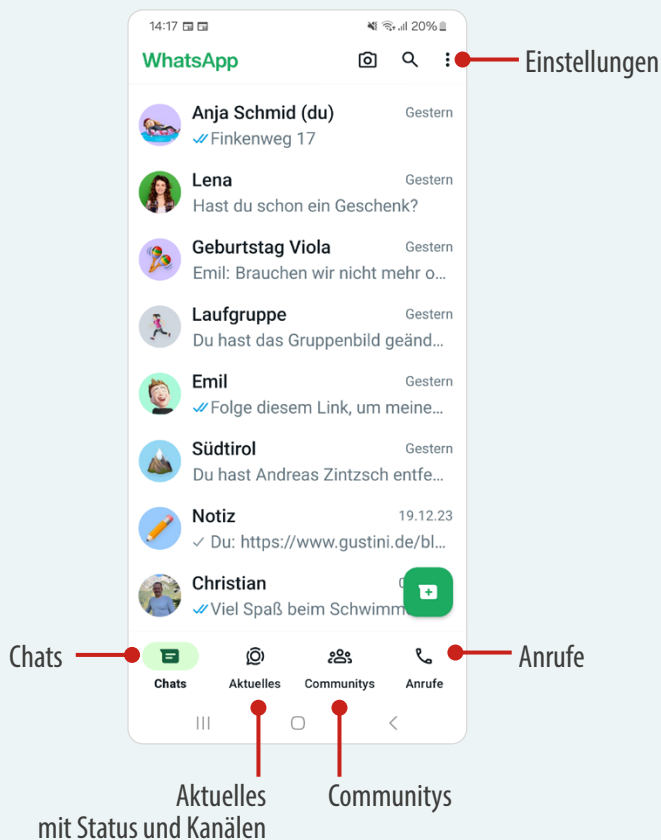 14:17 20%
WhatsApp
Einstellungen
Anja Schmid (du) Gestern
Finkenweg 17
Lena Gestern
Hast du schon ein Geschenk?
Geburtstag Viola Gestern
Emil: Brauchen wir nicht mehr o...
Laufgruppe Gestern
Du hast das Gruppenbild geänd...
Emil Gestern
Folge diesem Link, um meine...
Südtirol Gestern
Du hast Andreas Zintzsch entfe...
Notiz 19.12.23
Du: https://www.gustini.de/bl...
Christian
Viel Spaß beim Schwimm
Chats
Anrufe
Chats Aktuelles Communitys Anrufe
Aktuelles
mit Status und Kanälen
Communitys